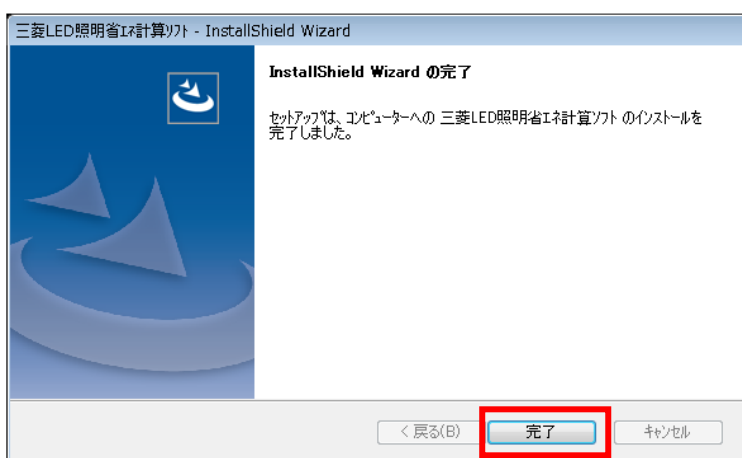 三菱LED照明省ｴﾈ計算ｿﾌﾄ - InstallShield Wizard
InstallShield Wizard の完了
ｾｯﾄｱｯﾌﾟは、ｺﾝﾋﾟｭｰﾀｰへの 三菱LED照明省ｴﾈ計算ｿﾌﾄ のｲﾝｽﾄｰﾙを
完了しました。
< 戻る(B)
完了
ｷｬﾝｾﾙ